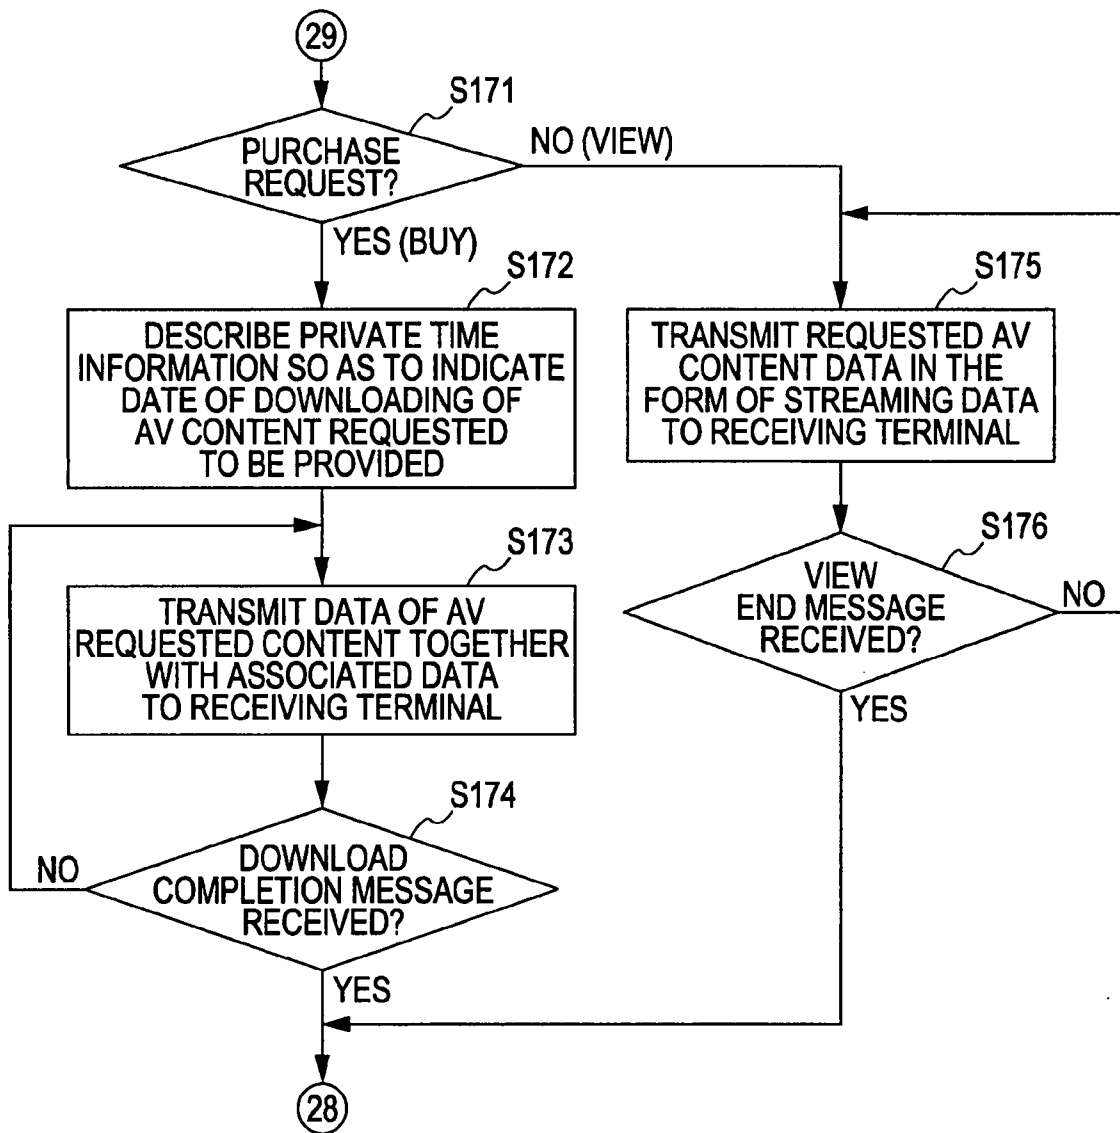 29
S171
PURCHASE
REQUEST?
NO (VIEW)
YES (BUY)
S172
DESCRIBE PRIVATE TIME
INFORMATION SO AS TO INDICATE
DATE OF DOWNLOADING OF
AV CONTENT REQUESTED
TO BE PROVIDED
S173
TRANSMIT DATA OF AV
REQUESTED CONTENT TOGETHER
WITH ASSOCIATED DATA
TO RECEIVING TERMINAL
S174
DOWNLOAD
COMPLETION MESSAGE
RECEIVED?
NO
YES
S175
TRANSMIT REQUESTED AV
CONTENT DATA IN THE
FORM OF STREAMING DATA
TO RECEIVING TERMINAL
S176
VIEW
END MESSAGE
RECEIVED?
NO
YES
28